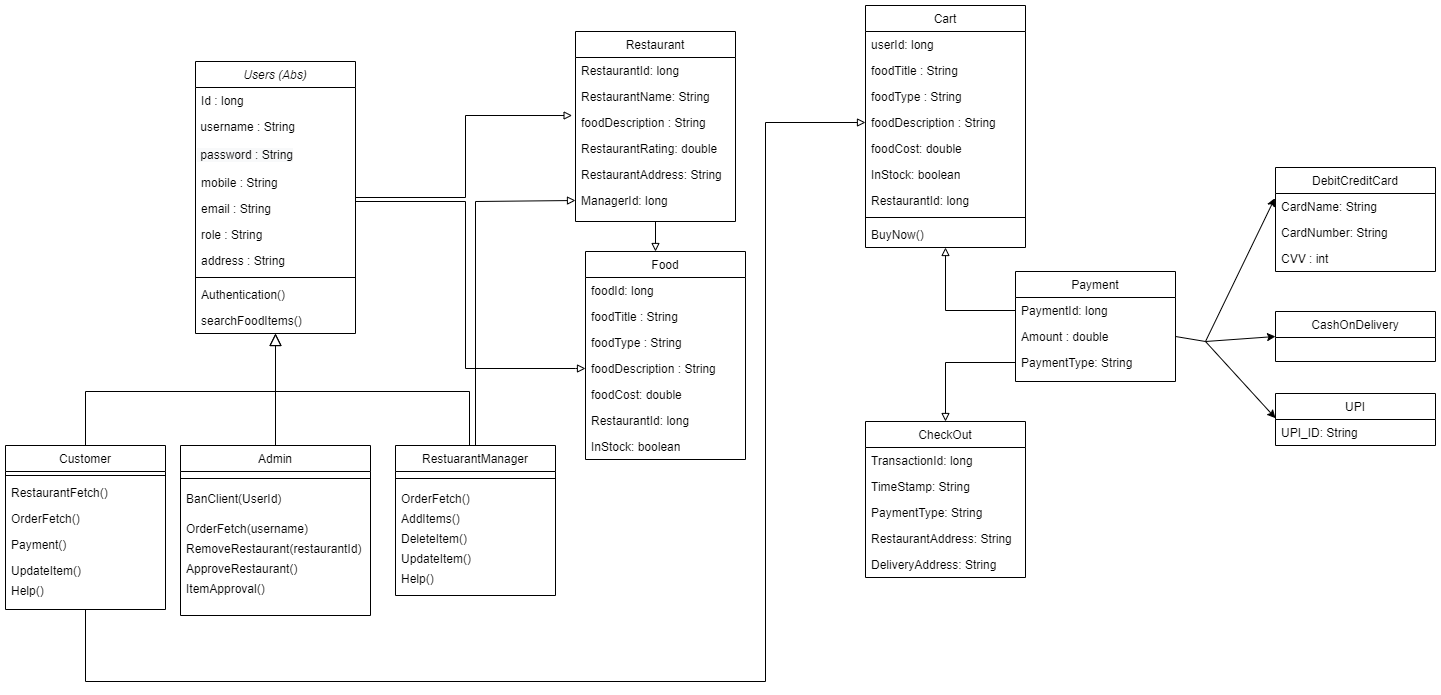 Users (Abs)
Id : long
username : String
password : String
mobile : String
email : String
role : String
address : String
Authentication()
searchFoodItems()
Restaurant
RestaurantId: long
RestaurantName: String
foodDescription : String
RestaurantRating: double
RestaurantAddress: String
ManagerId: long
Food
foodId: long
foodTitle : String
foodType : String
foodDescription : String
foodCost: double
RestaurantId: long
InStock: boolean
Cart
userId: long
foodTitle : String
foodType : String
foodDescription : String
foodCost: double
InStock: boolean
RestaurantId: long
BuyNow()
Payment
PaymentId: long
Amount : double
PaymentType: String
DebitCreditCard
CardName: String
CardNumber: String
CVV : int
CashOnDelivery
UPI
UPI_ID: String
CheckOut
TransactionId: long
TimeStamp: String
PaymentType: String
RestaurantAddress: String
DeliveryAddress: String
Customer
RestaurantFetch()
OrderFetch()
Payment()
UpdateItem()
Help()
Admin
BanClient(UserId)
OrderFetch(username)
RemoveRestaurant(restaurantId)
ApproveRestaurant()
ItemApproval()
RestuarantManager
OrderFetch()
AddItems()
DeleteItem()
UpdateItem()
Help()